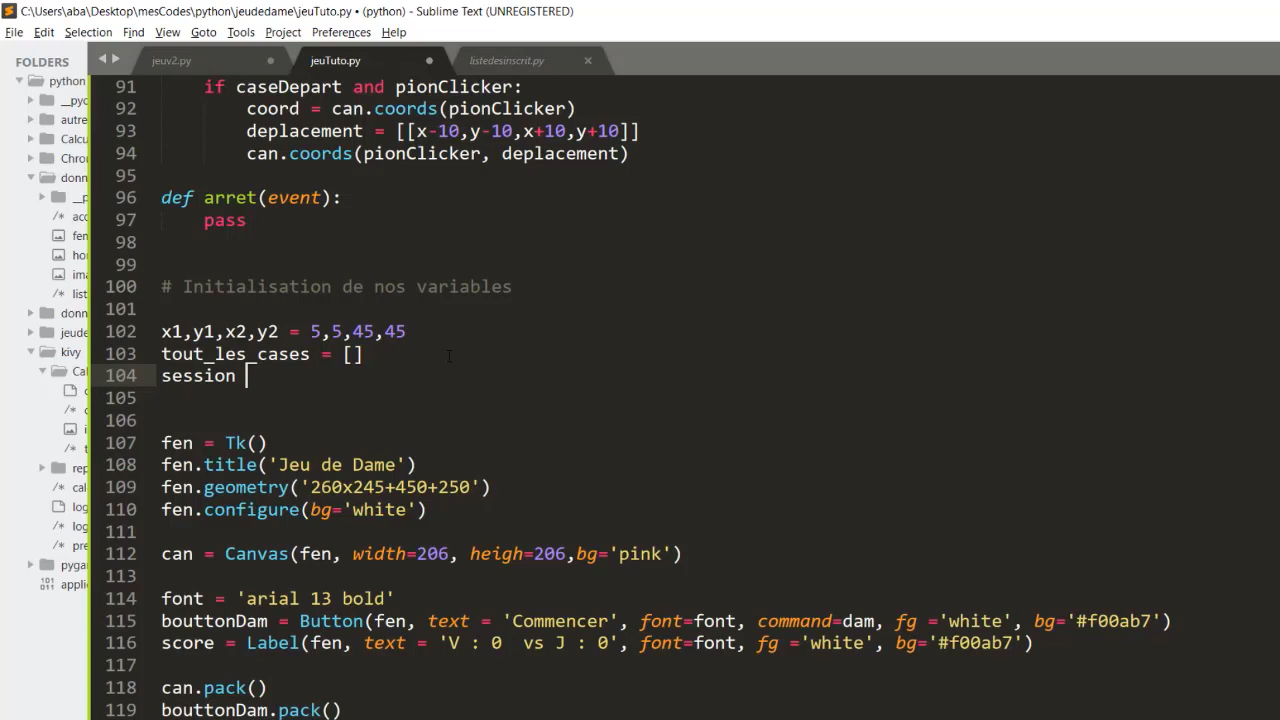 C:\Users\aba\Desktop\mesCodes\python\jeudedame\jeuTuto.py • (python) - Sublime Text (UNREGISTERED)
File Edit Selection Find View Goto Tools Project Preferences Help
FOLDERS
python
__pyc
autre
Calcu
Chron
donn
__p
acc
fen
hor
ima
list
donn
jeude
kivy
Cal
rep
cal
log
log
pre
pyga
applic
jeuv2.py jeuTuto.py listedesinscrit.py
91 if caseDepart and pionClicker:
92 coord = can.coords(pionClicker)
93 deplacement = [[x-10,y-10,x+10,y+10]]
94 can.coords(pionClicker, deplacement)
95
96 def arret(event):
97 pass
98
99
100 # Initialisation de nos variables
101
102 x1,y1,x2,y2 = 5,5,45,45
103 tout_les_cases = []
104 session
105
106
107 fen = Tk()
108 fen.title('Jeu de Dame')
109 fen.geometry('260x245+450+250')
110 fen.configure(bg='white')
111
112 can = Canvas(fen, width=206, heigh=206,bg='pink')
113
114 font = 'arial 13 bold'
115 bouttonDam = Button(fen, text = 'Commencer', font=font, command=dam, fg ='white', bg='#f00ab7')
116 score = Label(fen, text = 'V : 0  vs J : 0', font=font, fg ='white', bg='#f00ab7')
117
118 can.pack()
119 bouttonDam.pack()